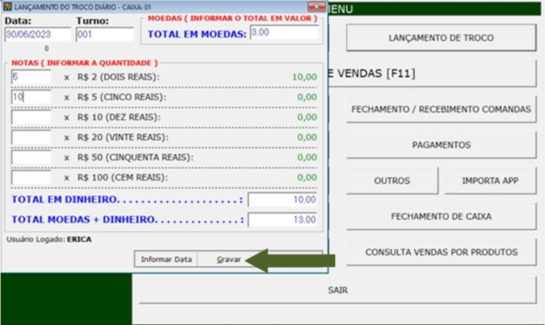 LANÇAMENTO DO TROCO DIÁRIO - CAIXA: 01
Data:
Turno:
30/06/2023
001
0
MOEDAS ( INFORMAR O TOTAL EM VALOR )
TOTAL EM MOEDAS: 3,00
NOTAS ( INFORMAR A QUANTIDADE )
5 x R$ 2 (DOIS REAIS): 10,00
10 x R$ 5 (CINCO REAIS): 0,00
x R$ 10 (DEZ REAIS): 0,00
x R$ 20 (VINTE REAIS): 0,00
x R$ 50 (CINQUENTA REAIS): 0,00
x R$ 100 (CEM REAIS): 0,00
TOTAL EM DINHEIRO......................: 10,00
TOTAL MOEDAS + DINHEIRO..............: 13,00
Usuário Logado: ERICA
Informar Data
Gravar
MENU
LANÇAMENTO DE TROCO
E VENDAS [F11]
FECHAMENTO / RECEBIMENTO COMANDAS
PAGAMENTOS
OUTROS
IMPORTA APP
FECHAMENTO DE CAIXA
CONSULTA VENDAS POR PRODUTOS
SAIR